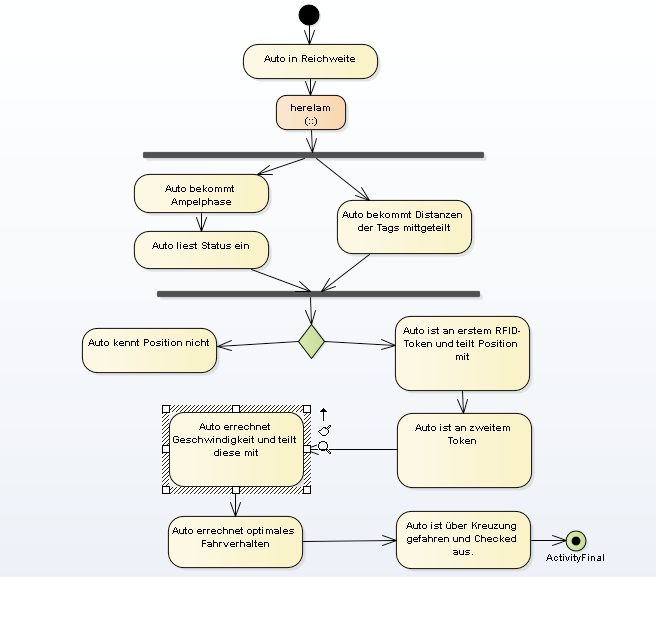 Auto in Reichweite
hereIam
(::)
Auto bekommt
Ampelphase
Auto bekommt Distanzen
der Tags mittgeteilt
Auto liest Status ein
Auto kennt Position nicht
Auto ist an erstem RFID-
Token und teilt Position
mit
Auto errechnet
Geschwindigkeit und teilt
diese mit
Auto ist an zweitem
Token
Auto errechnet optimales
Fahrverhalten
Auto ist über Kreuzung
gefahren und Checked
aus.
ActivityFinal